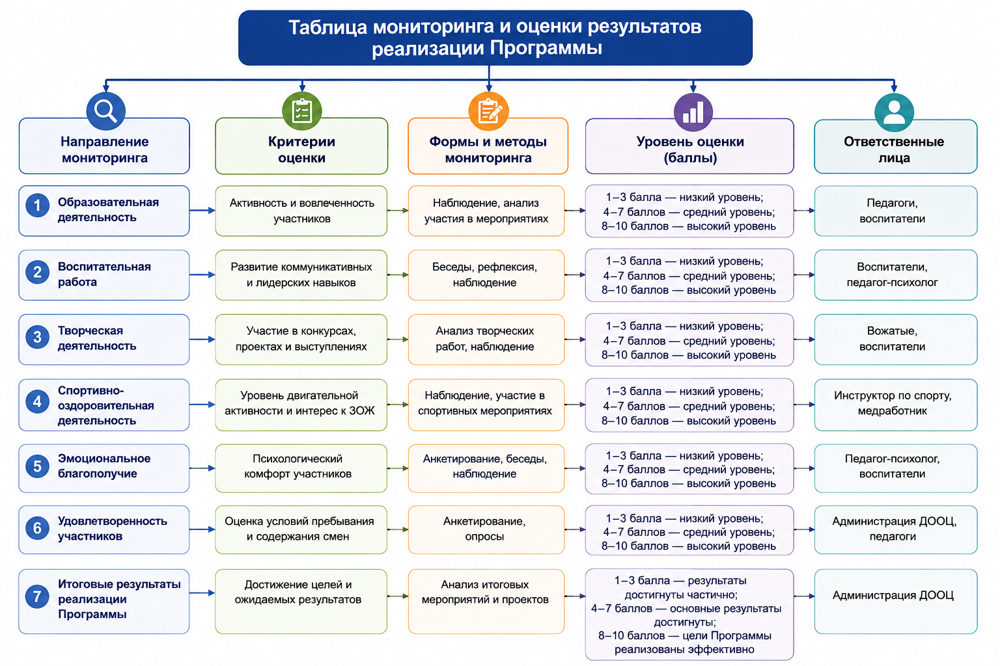 Таблица мониторинга и оценки результатов
реализации Программы
Направление
мониторинга
Критерии
оценки
Формы и методы
мониторинга
Уровень оценки
(баллы)
Ответственные
лица
1
Образовательная
деятельность
Активность и вовлеченность
участников
Наблюдение, анализ
участия в мероприятиях
1–3 балла — низкий уровень;
4–7 баллов — средний уровень;
8–10 баллов — высокий уровень
Педагоги,
воспитатели
2
Воспитательная
работа
Развитие коммуникативных
и лидерских навыков
Беседы, рефлексия,
наблюдение
1–3 балла — низкий уровень;
4–7 баллов — средний уровень;
8–10 баллов — высокий уровень
Воспитатели,
педагог-психолог
3
Творческая
деятельность
Участие в конкурсах,
проектах и выступлениях
Анализ творческих
работ, наблюдение
1–3 балла — низкий уровень;
4–7 баллов — средний уровень;
8–10 баллов — высокий уровень
Вожатые,
воспитатели
4
Спортивно-
оздоровительная
деятельность
Уровень двигательной
активности и интерес к ЗОЖ
Наблюдение, участие в
спортивных мероприятиях
1–3 балла — низкий уровень;
4–7 баллов — средний уровень;
8–10 баллов — высокий уровень
Инструктор по спорту,
медработник
5
Эмоциональное
благополучие
Психологический
комфорт участников
Анкетирование, беседы,
наблюдение
1–3 балла — низкий уровень;
4–7 баллов — средний уровень;
8–10 баллов — высокий уровень
Педагог-психолог,
воспитатели
6
Удовлетворенность
участников
Оценка условий пребывания
и содержания смен
Анкетирование,
опросы
1–3 балла — низкий уровень;
4–7 баллов — средний уровень;
8–10 баллов — высокий уровень
Администрация ДООЦ,
педагоги
7
Итоговые результаты
реализации
Программы
Достижение целей и
ожидаемых результатов
Анализ итоговых
мероприятий и проектов
1–3 балла — результаты
достигнуты частично;
4–7 баллов — основные результаты
достигнуты;
8–10 баллов — цели Программы
реализованы эффективно
Администрация ДООЦ